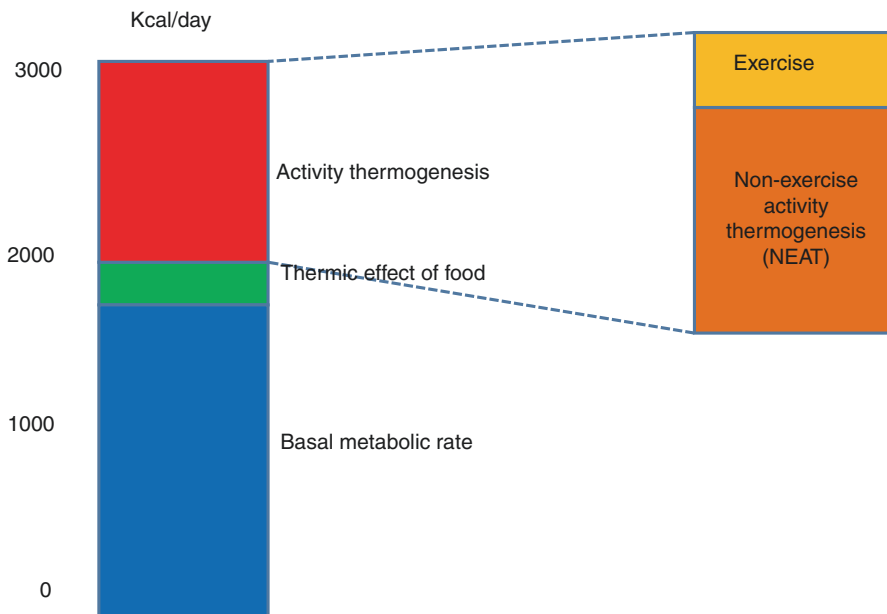 Kcal/day
3000
2000
1000
0
Activity thermogenesis
Thermic effect of food
Basal metabolic rate
Exercise
Non-exercise
activity
thermogenesis
(NEAT)